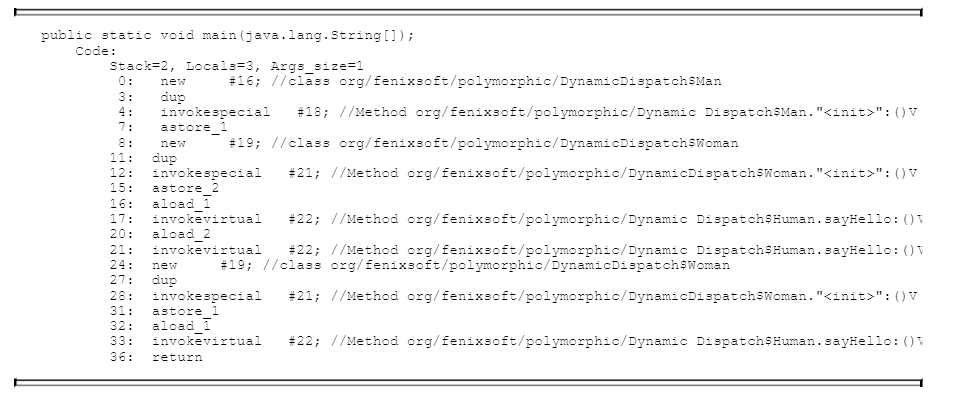 public static void main(java.lang.String[]);
Code:
Stack=2, Locals=3, Args_size=1
0: new #16; //class org/fenixsoft/polymorphic/DynamicDispatch$Man
3: dup
4: invokespecial #18; //Method org/fenixsoft/polymorphic/Dynamic Dispatch$Man."<init>":()V
7: astore_1
8: new #19; //class org/fenixsoft/polymorphic/DynamicDispatch$Woman
11: dup
12: invokespecial #21; //Method org/fenixsoft/polymorphic/DynamicDispatch$Woman."<init>":()V
15: astore_2
16: aload_1
17: invokevirtual #22; //Method org/fenixsoft/polymorphic/Dynamic Dispatch$Human.sayHello:()V
20: aload_2
21: invokevirtual #22; //Method org/fenixsoft/polymorphic/Dynamic Dispatch$Human.sayHello:()V
24: new #19; //class org/fenixsoft/polymorphic/DynamicDispatch$Woman
27: dup
28: invokespecial #21; //Method org/fenixsoft/polymorphic/DynamicDispatch$Woman."<init>":()V
31: astore_1
32: aload_1
33: invokevirtual #22; //Method org/fenixsoft/polymorphic/Dynamic Dispatch$Human.sayHello:()V
36: return